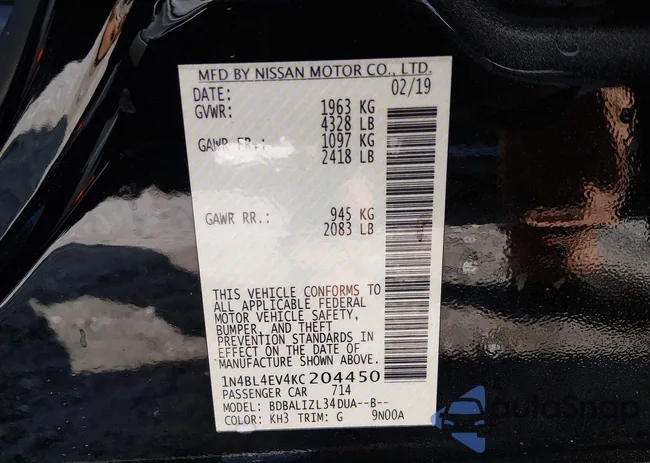 MFD BY NISSAN MOTOR CO., LTD.
DATE: 02/19
GVWR: 1963 KG
4328 LB
GAWR FR.: 1097 KG
2418 LB
GAWR RR.: 945 KG
2083 LB
THIS VEHICLE CONFORMS TO
ALL APPLICABLE FEDERAL
MOTOR VEHICLE SAFETY,
BUMPER, AND THEFT
PREVENTION STANDARDS IN
EFFECT ON THE DATE OF
MANUFACTURE SHOWN ABOVE.
1N4BL4EV4KC204450
PASSENGER CAR 714
MODEL: BDBALIZL34DUA--B--
COLOR: KH3 TRIM: G 9N00A
autoSnap